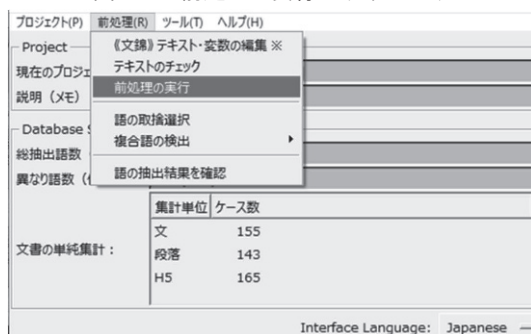 プロジェクト(P) 前処理(R) ツール(T) ヘルプ(H)
Project
《文錦》テキスト・変数の編集 ※
現在のプロジェ
テキストのチェック
説明（メモ）
前処理の実行
語の取捨選択
Database S
複合語の検出
総抽出語数
異なり語数（
語の抽出結果を確認
集計単位 ケース数
文 155
文書の単純集計： 段落 143
H5 165
Interface Language: Japanese